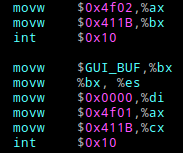 movw $0x4f02,%ax
movw $0x411B,%bx
int $0x10
movw $GUI_BUF,%bx
movw %bx, %es
movw $0x0000,%di
movw $0x4f01,%ax
movw $0x411B,%cx
int $0x10